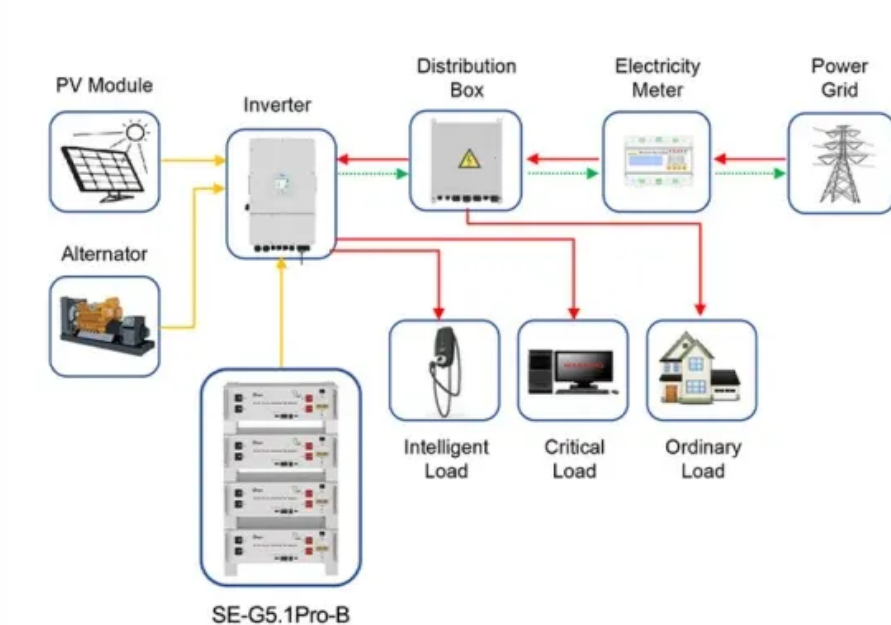 PV Module
Inverter
Distribution
Box
Electricity
Meter
Power
Grid
Alternator
Intelligent
Load
Critical
Load
Ordinary
Load
SE-G5.1Pro-B